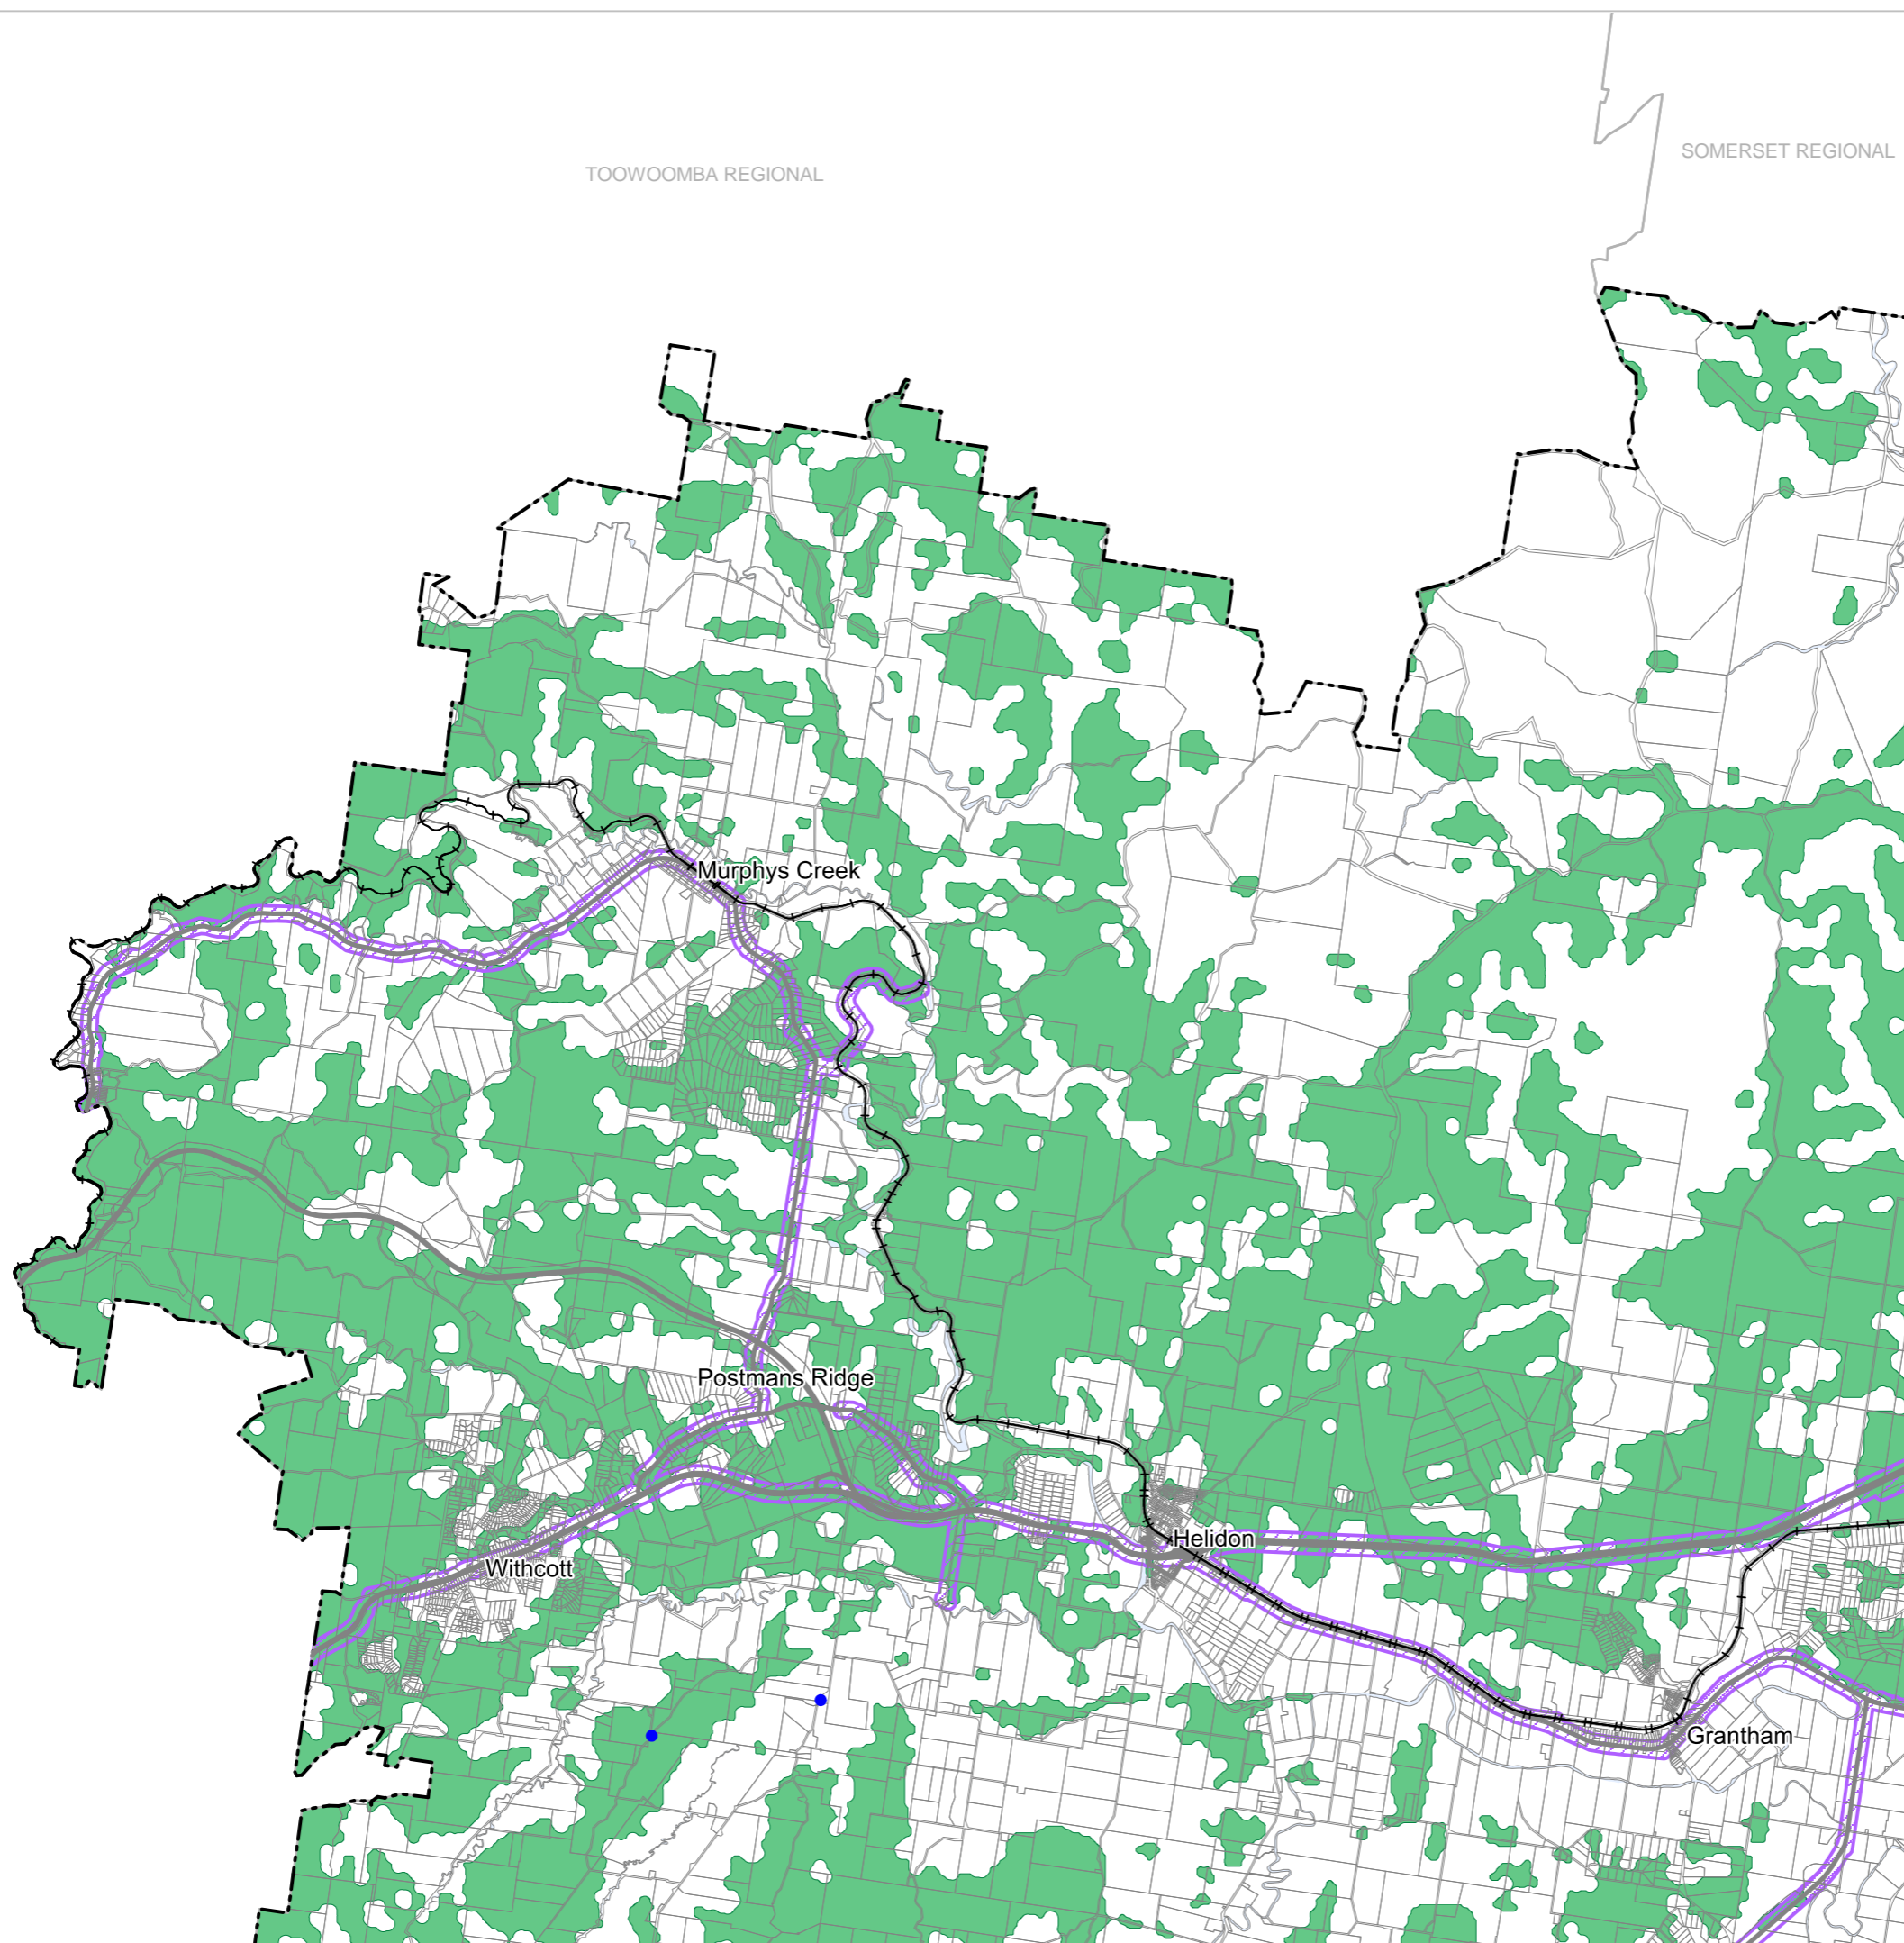 SOMERSET REGIONAL
TOOWOOMBA REGIONAL
Murphys Creek
Postmans Ridge
Helidon
Withcott
Grantham